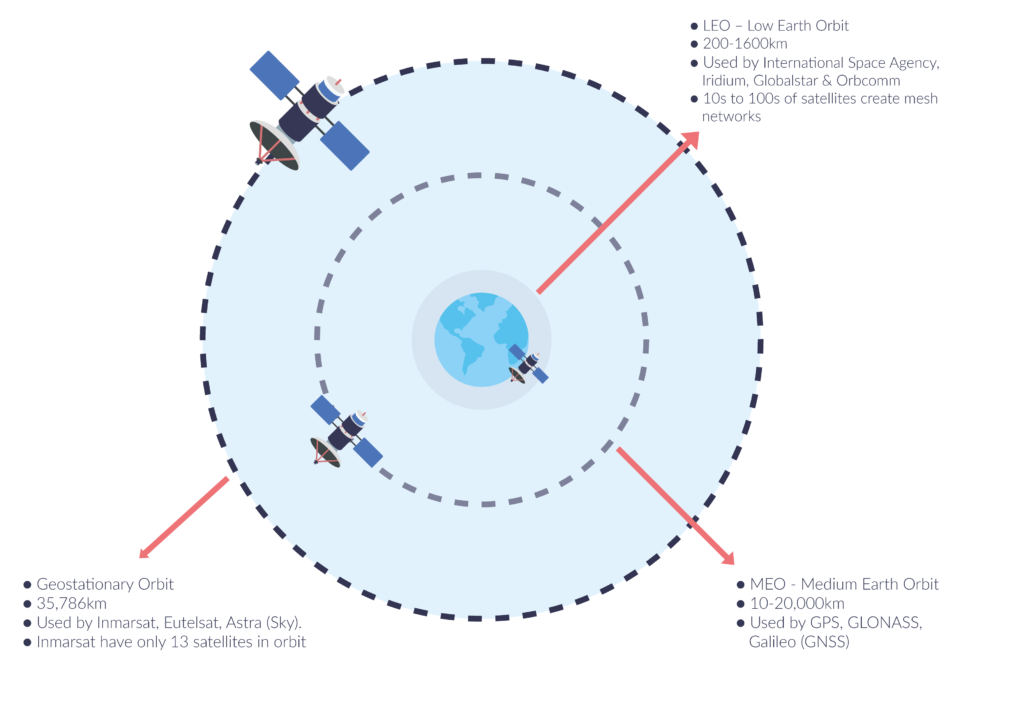 ● LEO – Low Earth Orbit
● 200-1600km
● Used by International Space Agency,
Iridium, Globalstar & Orbcomm
● 10s to 100s of satellites create mesh
networks
● Geostationary Orbit
● 35,786km
● Used by Inmarsat, Eutelsat, Astra (Sky).
● Inmarsat have only 13 satellites in orbit
● MEO - Medium Earth Orbit
● 10-20,000km
● Used by GPS, GLONASS,
Galileo (GNSS)